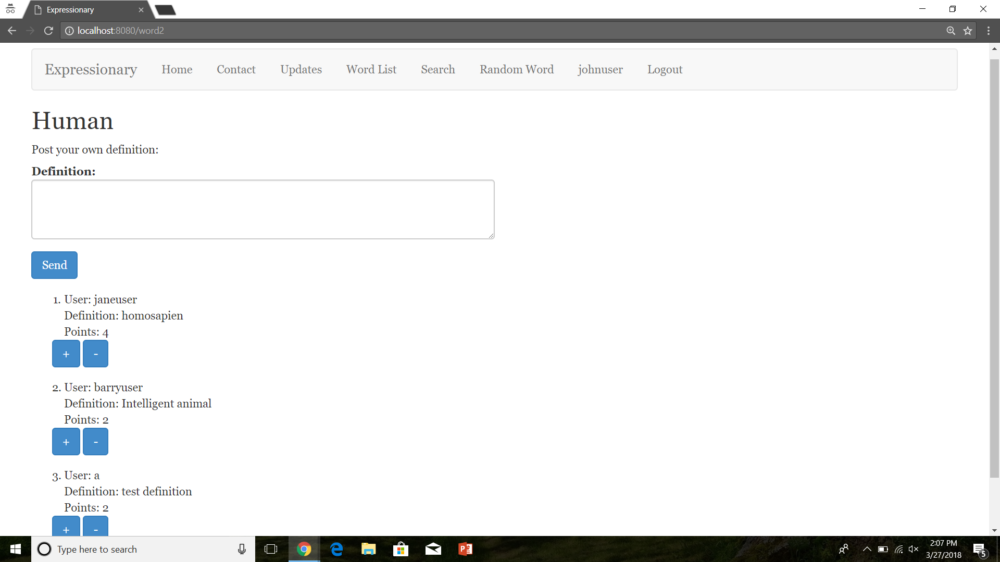 Expressionary
localhost:8080/word2
Expressionary Home Contact Updates Word List Search Random Word johnuser Logout
Human
Post your own definition:
Definition:
Send
1. User: janeuser
Definition: homosapien
Points: 4
+ -
2. User: barryuser
Definition: Intelligent animal
Points: 2
+ -
3. User: a
Definition: test definition
Points: 2
+ -
Type here to search
2:07 PM
3/27/2018
5